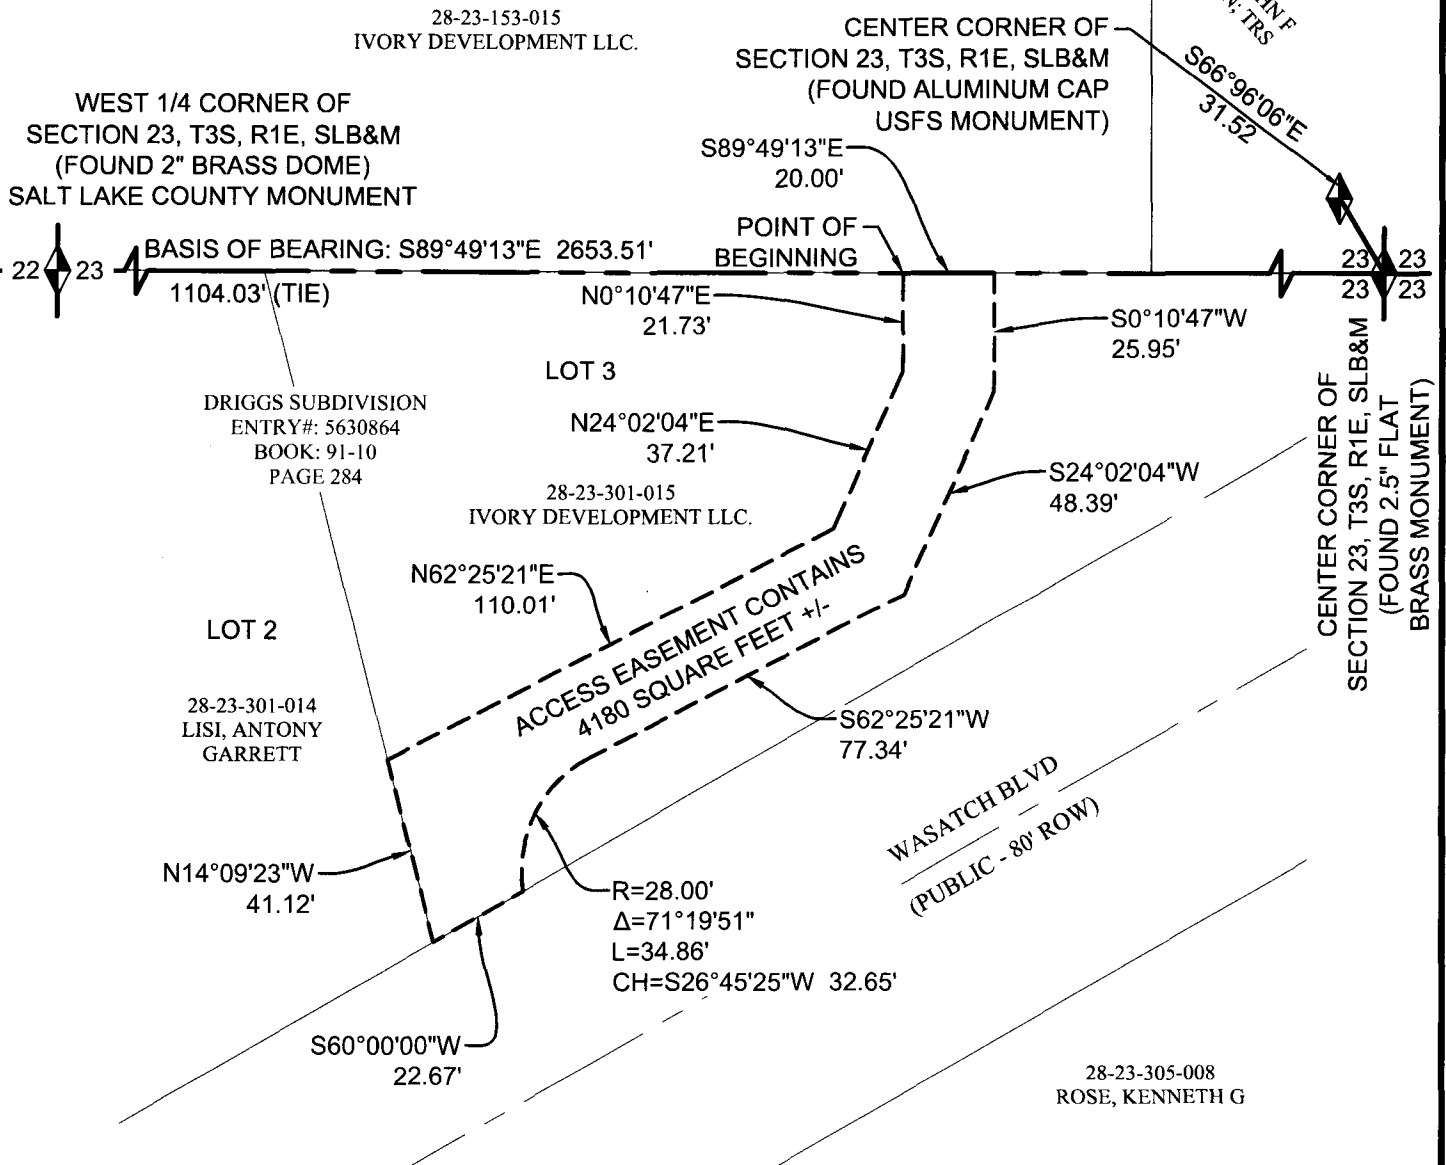 28-23-153-015
IVORY DEVELOPMENT LLC.
CENTER CORNER OF
SECTION 23, T3S, R1E, SLB&M
(FOUND ALUMINUM CAP
USFS MONUMENT)
TRS
S66°96'06"E
31.52
WEST 1/4 CORNER OF
SECTION 23, T3S, R1E, SLB&M
(FOUND 2" BRASS DOME)
SALT LAKE COUNTY MONUMENT
S89°49'13"E
20.00'
POINT OF
BEGINNING
22 23
BASIS OF BEARING: S89°49'13"E 2653.51'
1104.03' (TIE)
23 23
23 23
N0°10'47"E
21.73'
S0°10'47"W
25.95'
LOT 3
DRIGGS SUBDIVISION
ENTRY#: 5630864
BOOK: 91-10
PAGE 284
N24°02'04"E
37.21'
S24°02'04"W
48.39'
28-23-301-015
IVORY DEVELOPMENT LLC.
CENTER CORNER OF
SECTION 23, T3S, R1E, SLB&M
(FOUND 2.5" FLAT
BRASS MONUMENT)
N62°25'21"E
110.01'
ACCESS EASEMENT CONTAINS
4180 SQUARE FEET +/-
LOT 2
28-23-301-014
LISI, ANTONY
GARRETT
S62°25'21"W
77.34'
WASATCH BLVD
(PUBLIC - 80' ROW)
N14°09'23"W
41.12'
R=28.00'
Δ=71°19'51"
L=34.86'
CH=S26°45'25"W 32.65'
S60°00'00"W
22.67'
28-23-305-008
ROSE, KENNETH G